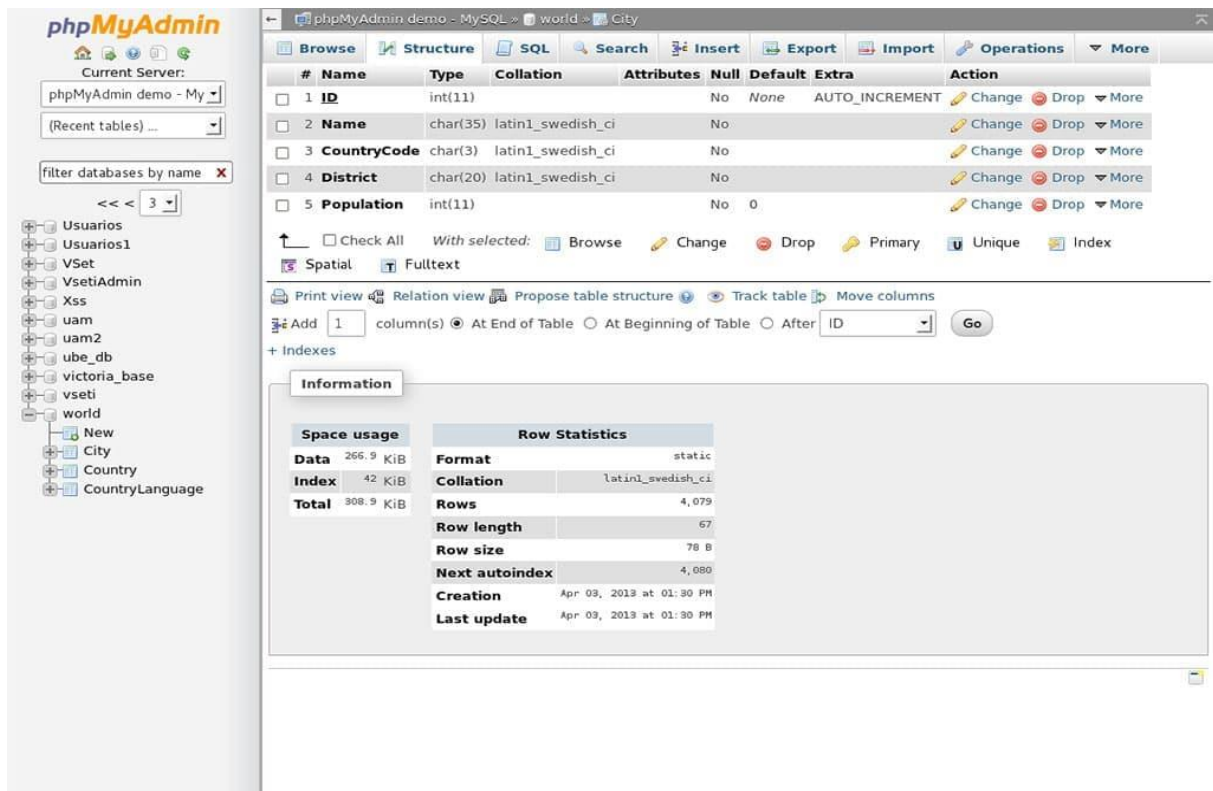 phpMyAdmin
Current Server:
phpMyAdmin demo - My
(Recent tables) ...
filter databases by name X
<< < 3
Usuarios
Usuarios1
VSet
VsetiAdmin
Xss
uam
uam2
ube_db
victoria_base
vseti
world
New
City
Country
CountryLanguage
phpMyAdmin demo - MySQL » world » City
Browse Structure SQL Search Insert Export Import Operations More
# Name Type Collation Attributes Null Default Extra Action
1 ID int(11) No None AUTO_INCREMENT Change Drop More
2 Name char(35) latin1_swedish_ci No Change Drop More
3 CountryCode char(3) latin1_swedish_ci No Change Drop More
4 District char(20) latin1_swedish_ci No Change Drop More
5 Population int(11) No 0 Change Drop More
Check All With selected: Browse Change Drop Primary U Unique Index
S Spatial T Fulltext
Print view Relation view Propose table structure Track table Move columns
Add 1 column(s) At End of Table At Beginning of Table After ID Go
+ Indexes
Information
Space usage
Data 266.9 KiB
Index 42 KiB
Total 308.9 KiB
Row Statistics
Format static
Collation latin1_swedish_ci
Rows 4,079
Row length 67
Row size 78 B
Next autoindex 4,080
Creation Apr 03, 2013 at 01:30 PM
Last update Apr 03, 2013 at 01:30 PM